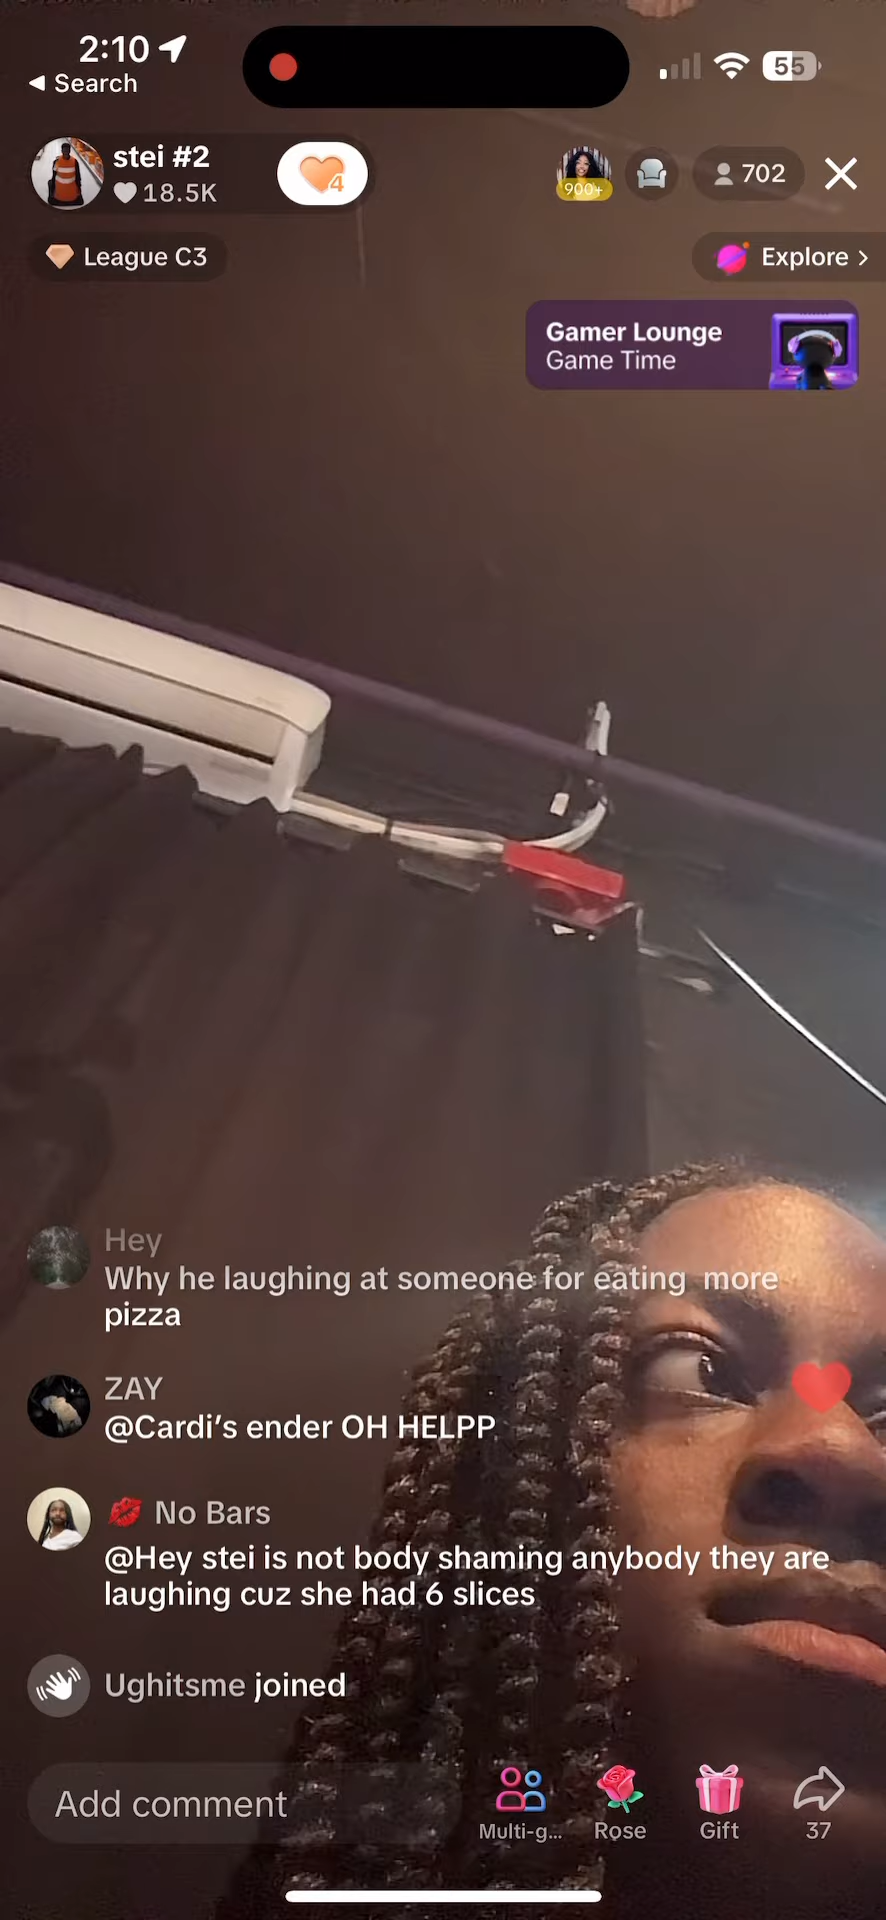 2:10
55
◀ Search
stei #2
18.5K
4
900+
702
League C3
Explore >
Gamer Lounge
Game Time
Hey
Why he laughing at someone for eating  more
pizza
ZAY
@Cardi’s ender OH HELPP
💋 No Bars
@Hey stei is not body shaming anybody they are
laughing cuz she had 6 slices
Ughitsme joined
Add comment
Multi-g...
Rose
Gift
37